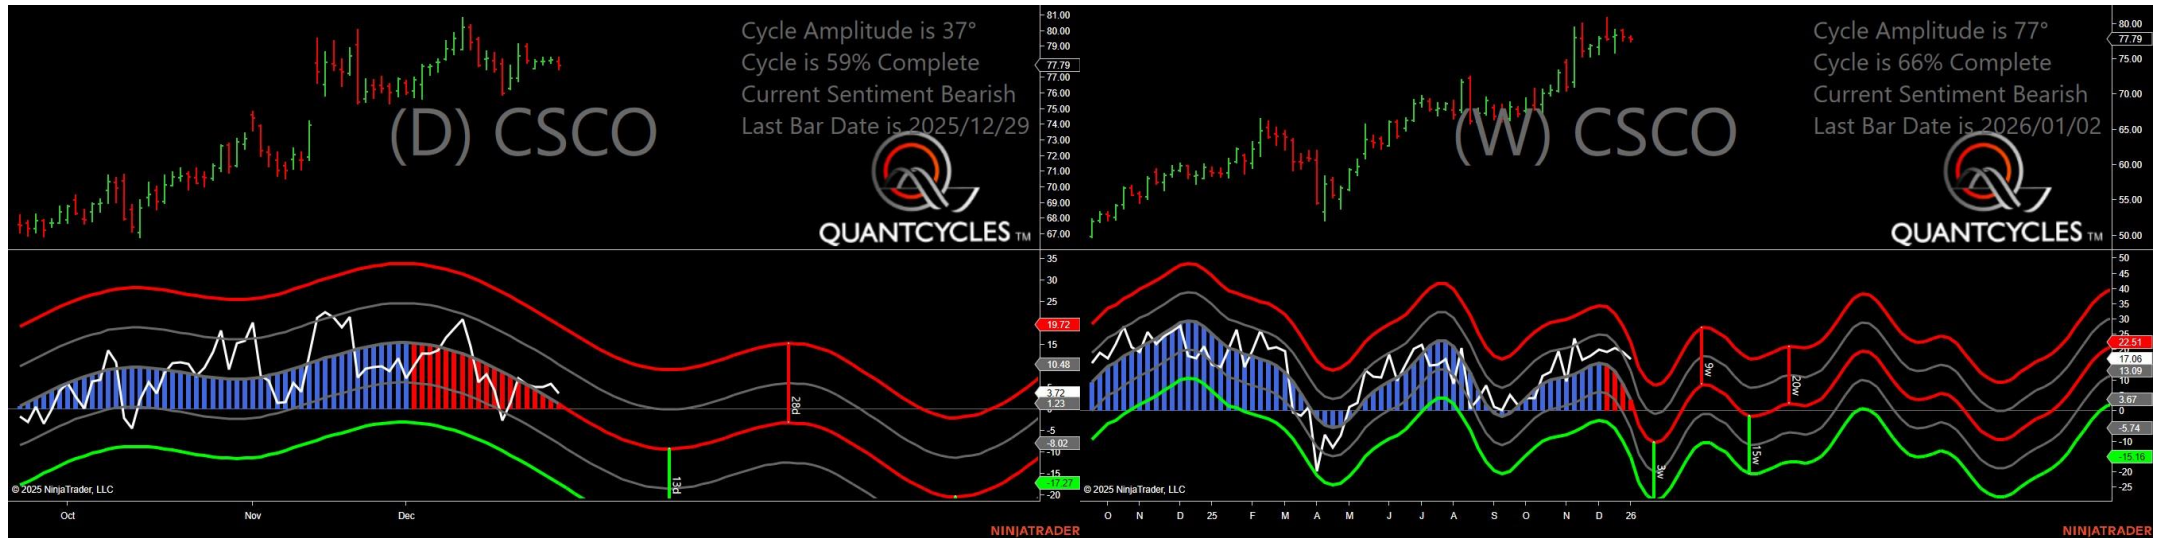 Cycle Amplitude is 37°
Cycle is 59% Complete
Current Sentiment Bearish
Last Bar Date is 2025/12/29
(D) CSCO
QUANTCYCLES TM
81.00
80.00
79.00
77.79
77.00
76.00
75.00
74.00
73.00
72.00
71.00
70.00
69.00
68.00
67.00
35
30
25
19.72
15
10.48
5
3.72
1.23
-5
-8.02
-10
-15
-17.27
-20
28d
13d
© 2025 NinjaTrader, LLC
Oct Nov Dec
NINJATRADER
Cycle Amplitude is 77°
Cycle is 66% Complete
Current Sentiment Bearish
Last Bar Date is 2026/01/02
(W) CSCO
QUANTCYCLES TM
80.00
77.79
75.00
70.00
65.00
60.00
55.00
50.00
50
45
40
35
30
25
22.51
17.06
13.09
10
3.67
0
-5.74
-10
-15.16
-20
-25
9w
20w
3w
15w
© 2025 NinjaTrader, LLC
O N D 25 F M A M J J A S O N D 26
NINJATRADER